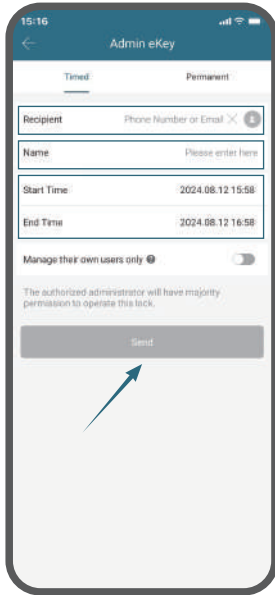 15:16
Admin eKey
Timed Permanent
Recipient Phone Number or Email
Name Please enter here
Start Time 2024.08.12 15:58
End Time 2024.08.12 16:58
Manage their own users only
The authorized administrator will have majority
permission to operate this lock.
Send